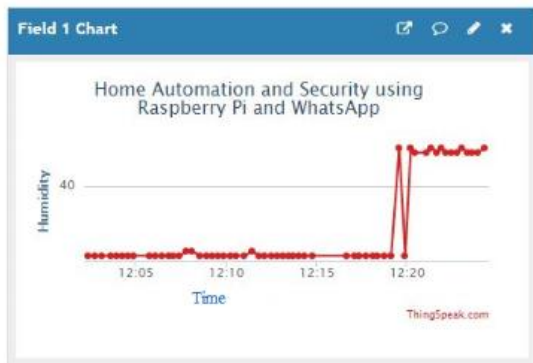 Field 1 Chart
Home Automation and Security using
Raspberry Pi and WhatsApp
Humidity
40
12:05 12:10 12:15 12:20
Time
ThingSpeak.com